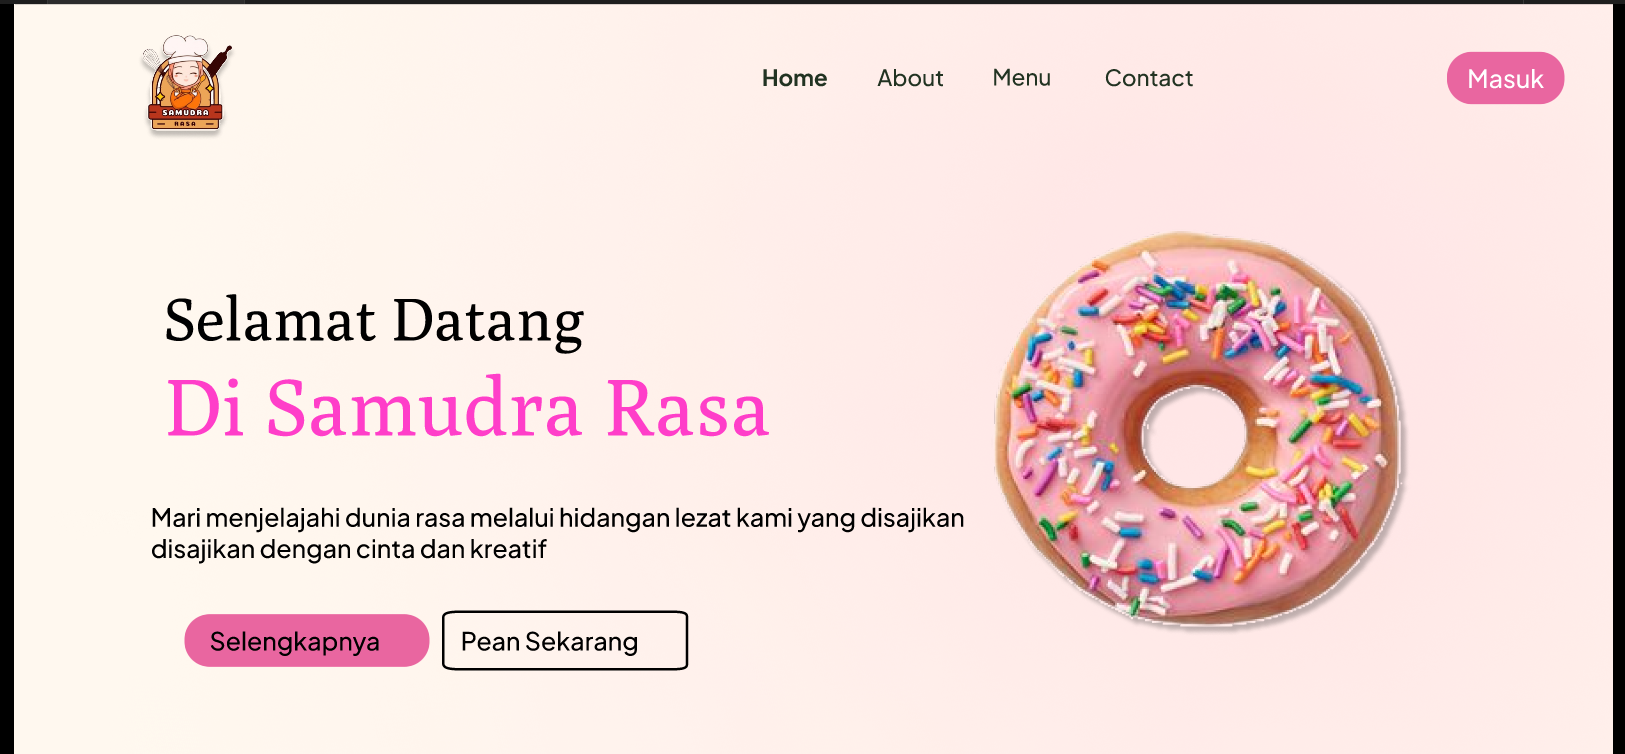 SAMUDRA
RASA
Home About Menu Contact
Masuk
Selamat Datang
Di Samudra Rasa
Mari menjelajahi dunia rasa melalui hidangan lezat kami yang disajikan
disajikan dengan cinta dan kreatif
Selengkapnya
Pean Sekarang